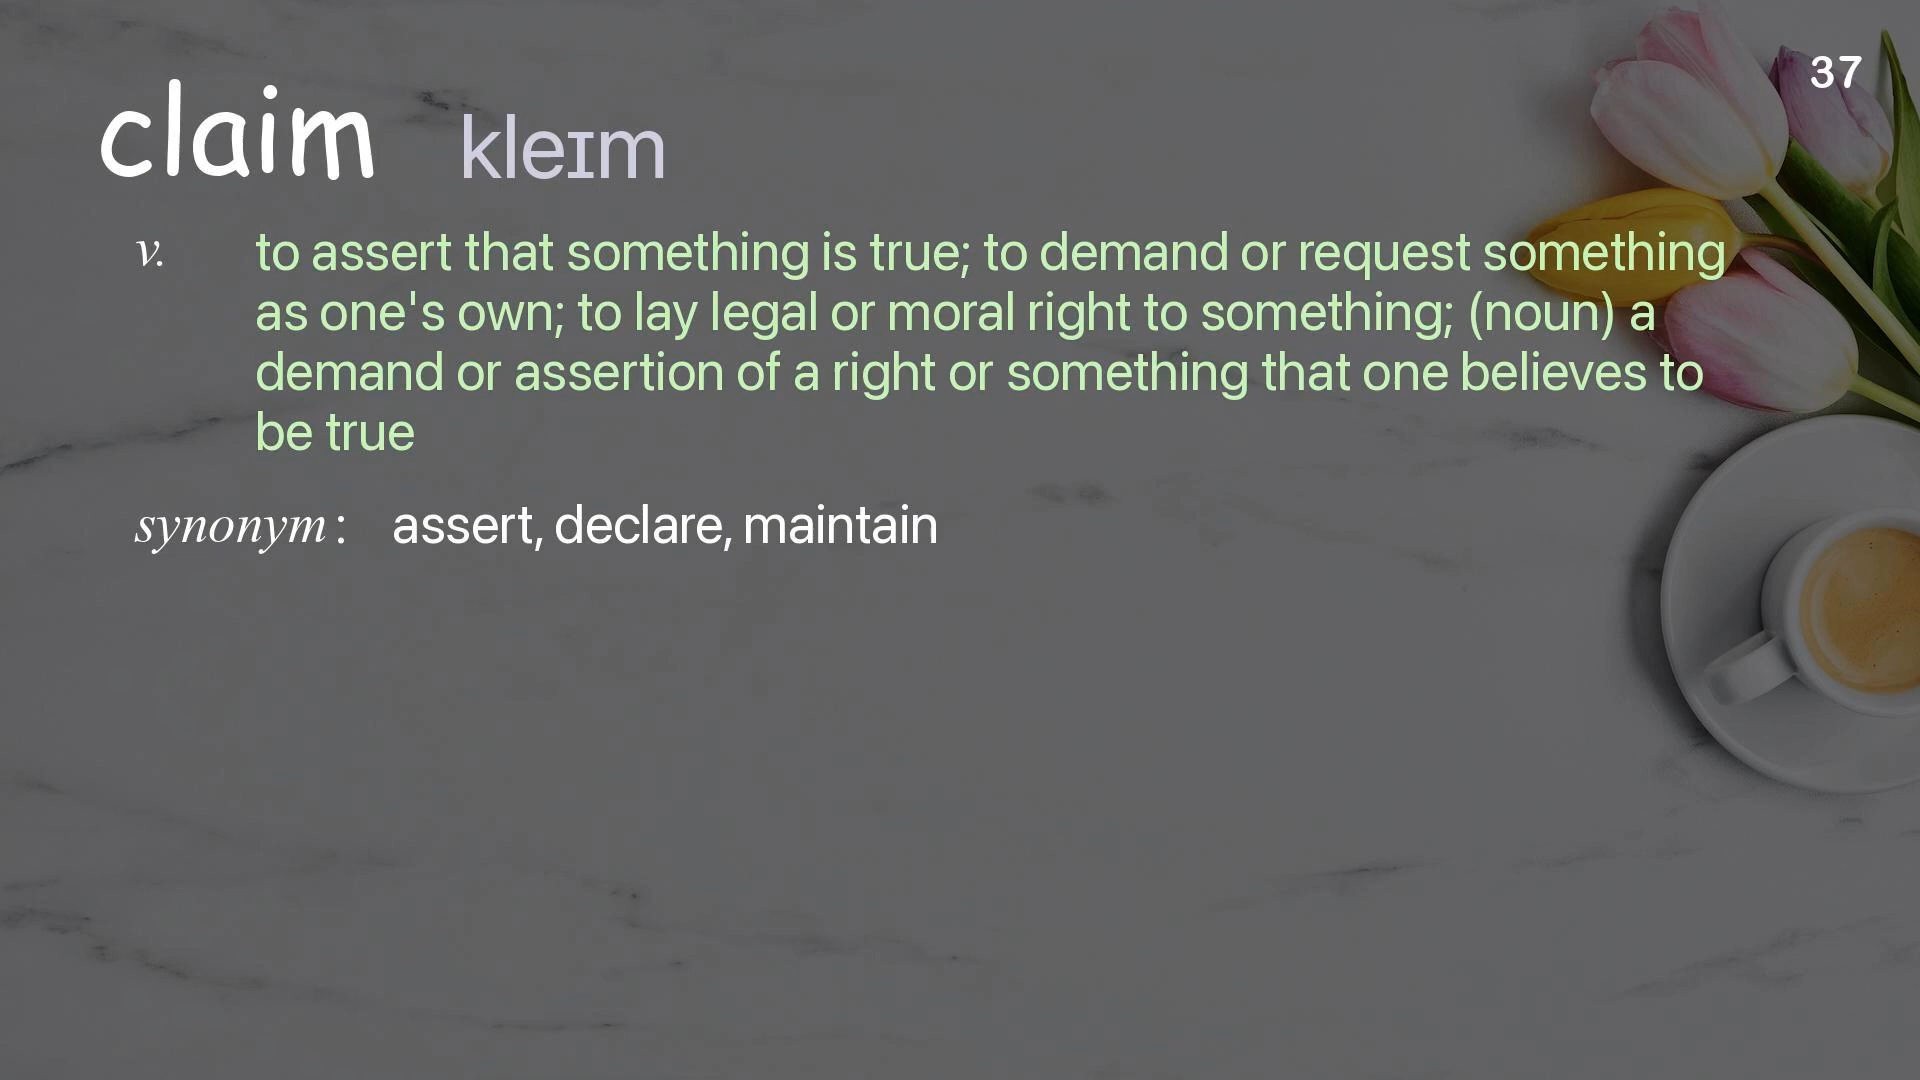 37
claim kleɪm
v. to assert that something is true; to demand or request something
as one's own; to lay legal or moral right to something; (noun) a
demand or assertion of a right or something that one believes to
be true
synonym: assert, declare, maintain